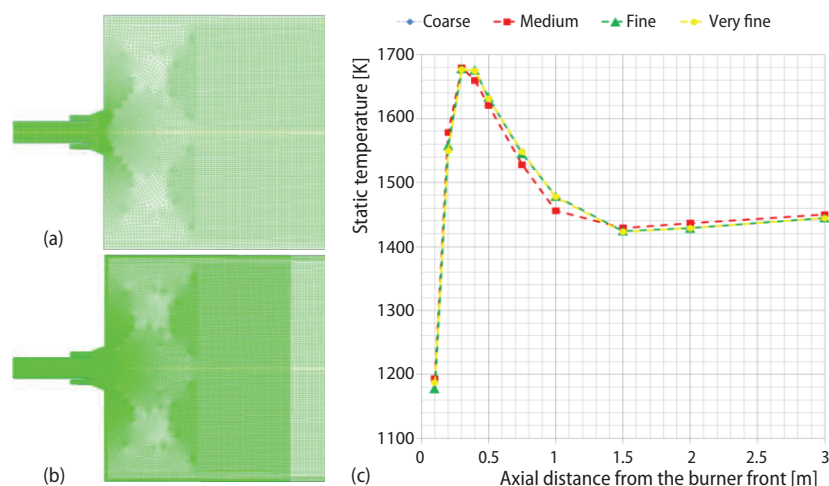 Coarse Medium Fine Very fine
Static temperature [K]
1700
1600
1500
1400
1300
1200
1100
0 0.5 1 1.5 2 2.5 3
Axial distance from the burner front [m]
(a)
(b)
(c)